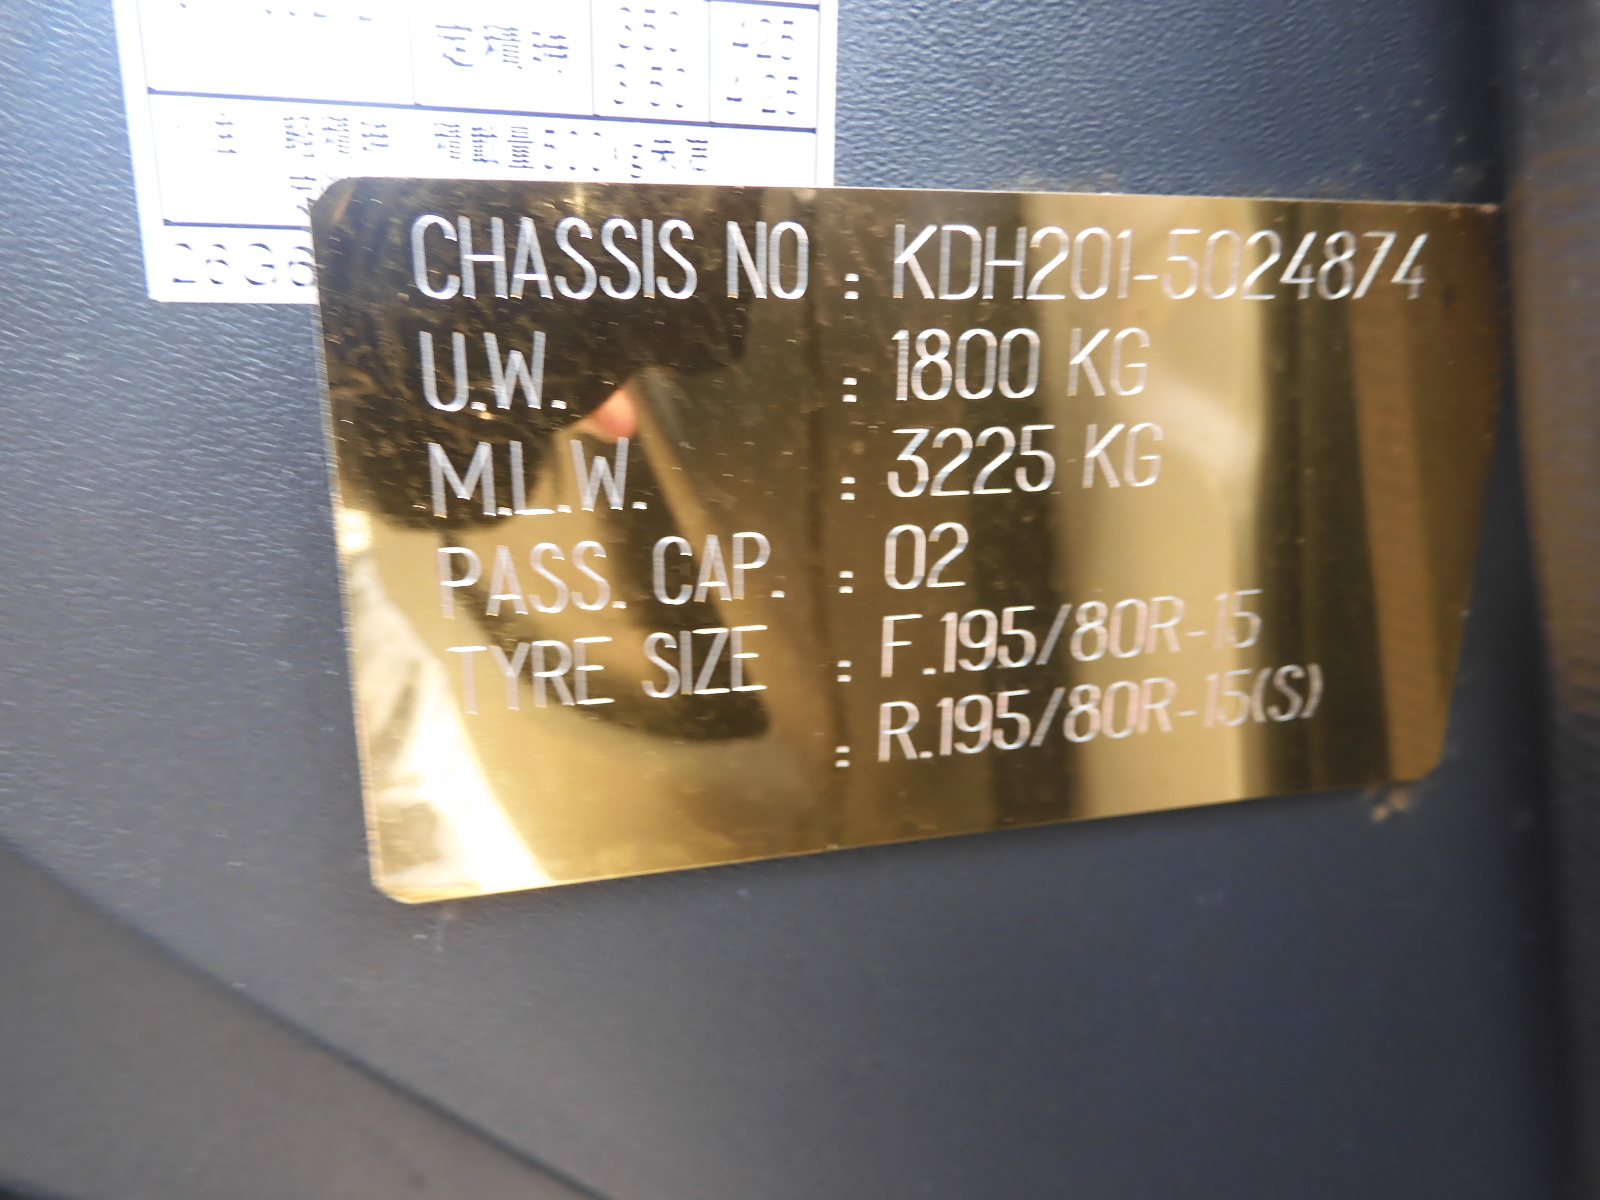 CHASSIS NO : KDH201-5024874
U.W. : 1800 KG
M.L.W. : 3225 KG
PASS. CAP. : 02
TYRE SIZE : F.195/80R-15
: R.195/80R-15(S)